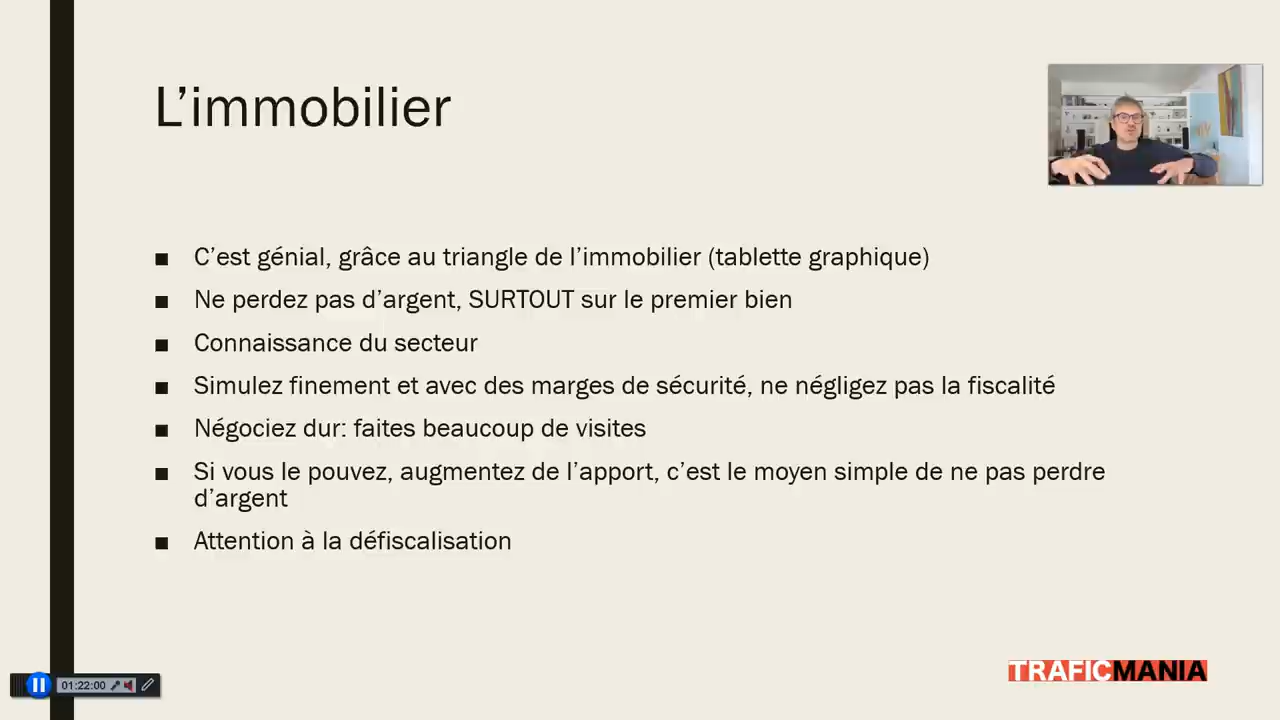 L’immobilier
■ C’est génial, grâce au triangle de l’immobilier (tablette graphique)
■ Ne perdez pas d’argent, SURTOUT sur le premier bien
■ Connaissance du secteur
■ Simulez finement et avec des marges de sécurité, ne négligez pas la fiscalité
■ Négociez dur: faites beaucoup de visites
■ Si vous le pouvez, augmentez de l’apport, c’est le moyen simple de ne pas perdre
d’argent
■ Attention à la défiscalisation
TRAFICMANIA
01:22:00